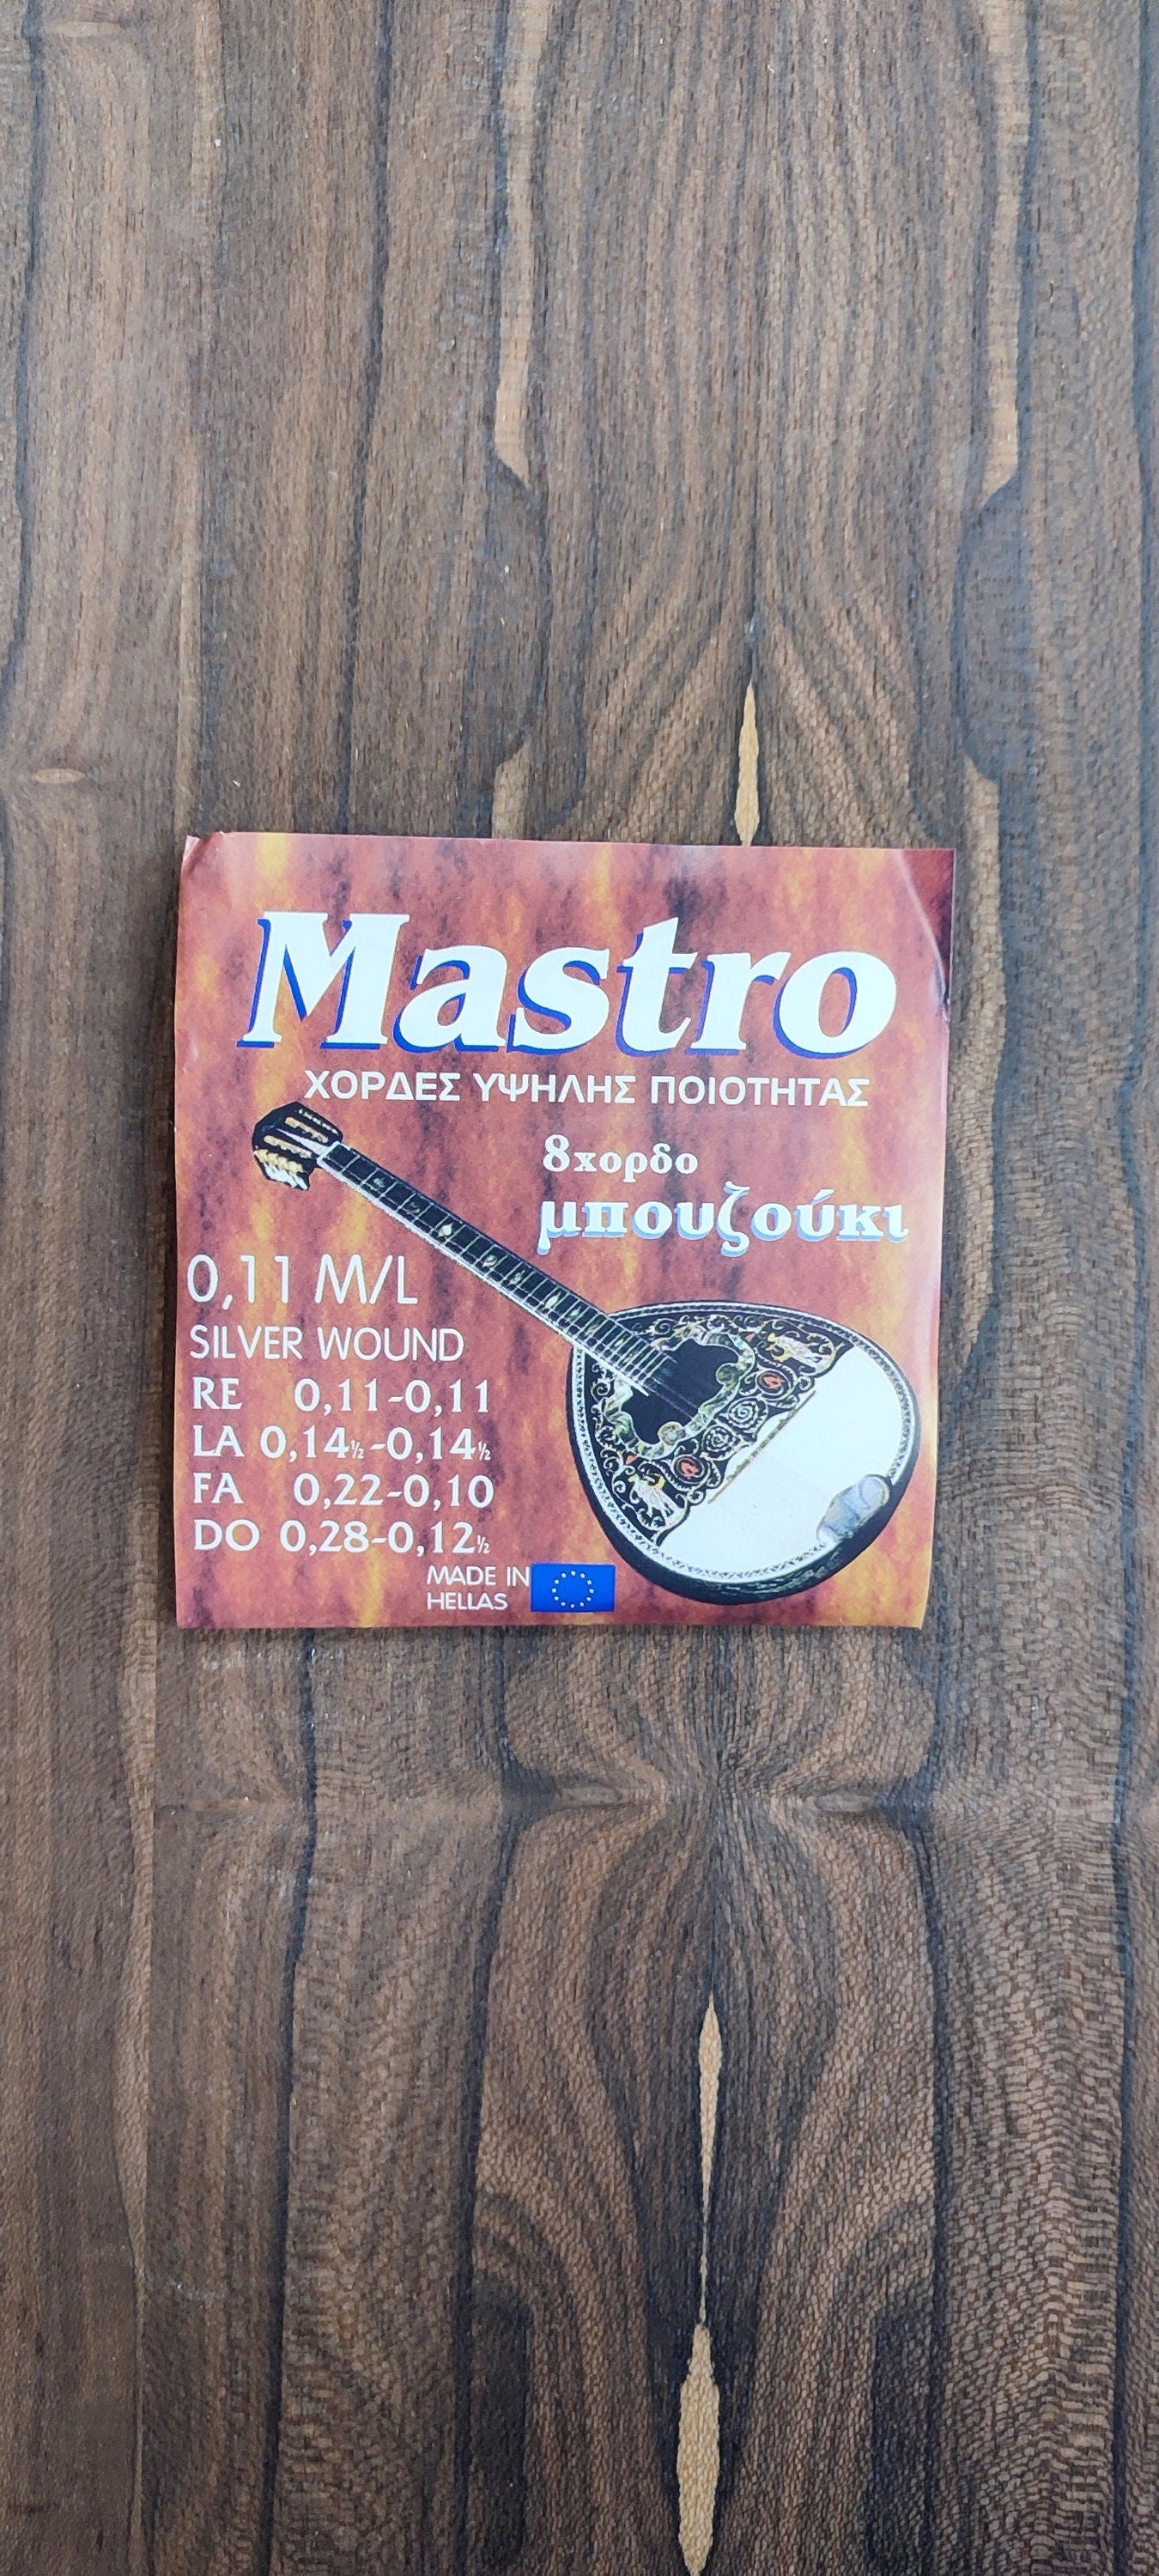 Mastro
ΧΟΡΔΕΣ ΥΨΗΛΗΣ ΠΟΙΟΤΗΤΑΣ
8χορδο
μπουζούκι
0,11 M/L
SILVER WOUND
RE 0,11-0,11
LA 0,14½-0,14½
FA 0,22-0,10
DO 0,28-0,12½
MADE IN
HELLAS